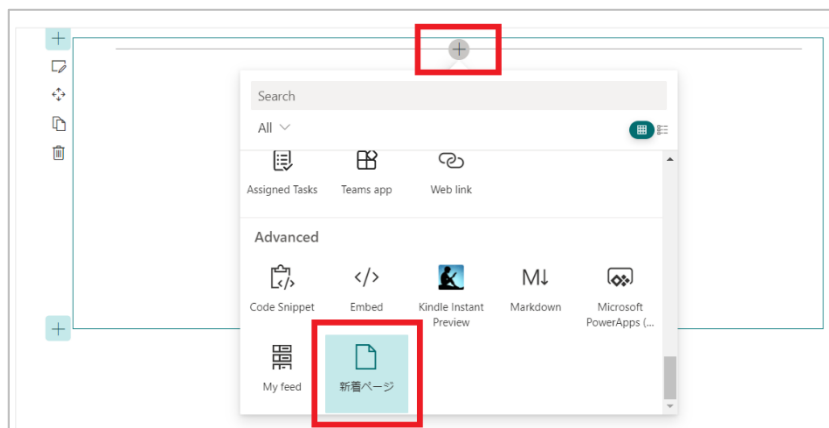 Search
All
Assigned Tasks
Teams app
Web link
Advanced
Code Snippet
Embed
Kindle Instant
Preview
Markdown
Microsoft
PowerApps (...
My feed
新着ページ